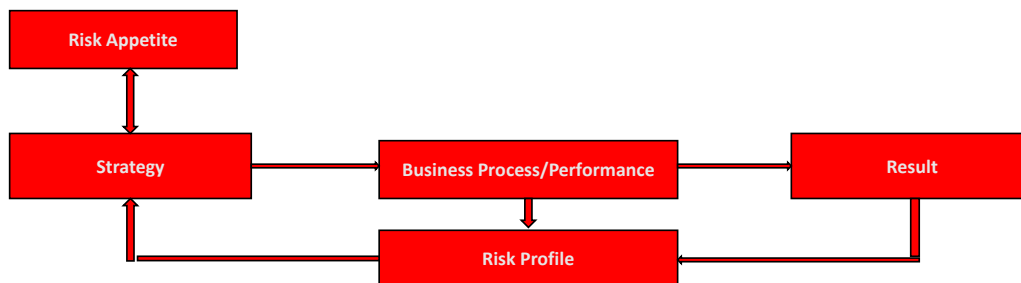 Risk Appetite
Strategy
Business Process/Performance
Result
Risk Profile